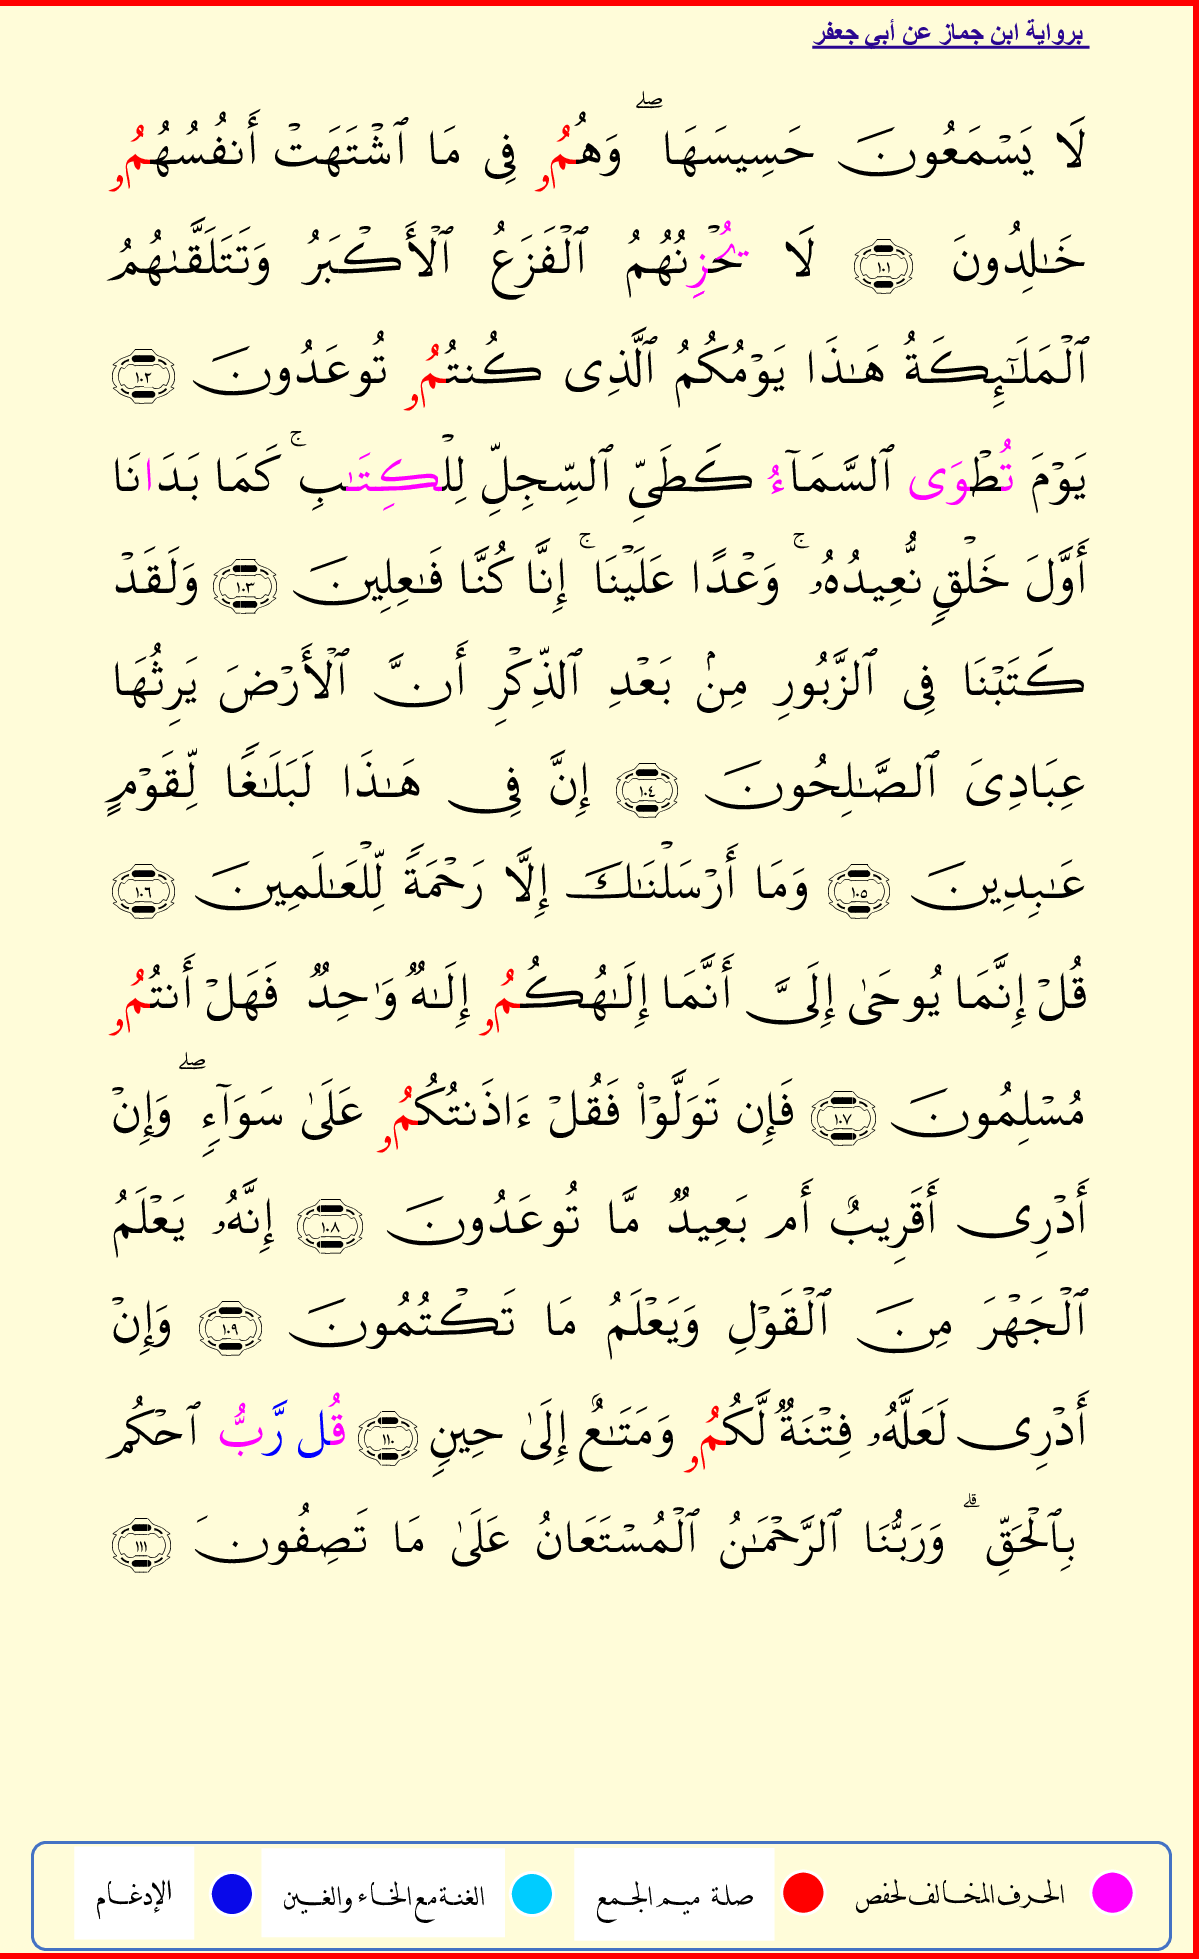 برواية ابن جماز عن أبي جعفر
لَا يَسْمَعُونَ حَسِيسَهَا ۖ وَهُمُۥ فِى مَا ٱشْتَهَتْ أَنفُسُهُمُۥ
خَـٰلِدُونَ ١٠١ لَا يُحْزِنُهُمُ ٱلْفَزَعُ ٱلْأَكْبَرُ وَتَتَلَقَّىٰهُمُ
ٱلْمَلَـٰٓئِكَةُ هَـٰذَا يَوْمُكُمُ ٱلَّذِى كُنتُمُۥ تُوعَدُونَ ١٠٢
يَوْمَ تُطْوَى ٱلسَّمَآءُ كَطَىِّ ٱلسِّجِلِّ لِلْكِتَـٰبِ ۚ كَمَا بَدَانَا
أَوَّلَ خَلْقٍ نُّعِيدُهُۥ ۚ وَعْدًا عَلَيْنَا ۚ إِنَّا كُنَّا فَـٰعِلِينَ ١٠٣ وَلَقَدْ
كَتَبْنَا فِى ٱلزَّبُورِ مِنۢ بَعْدِ ٱلذِّكْرِ أَنَّ ٱلْأَرْضَ يَرِثُهَا
عِبَادِىَ ٱلصَّـٰلِحُونَ ١٠٤ إِنَّ فِى هَـٰذَا لَبَلَـٰغًا لِّقَوْمٍ
عَـٰبِدِينَ ١٠٥ وَمَا أَرْسَلْنَـٰكَ إِلَّا رَحْمَةً لِّلْعَـٰلَمِينَ ١٠٦
قُلْ إِنَّمَا يُوحَىٰ إِلَىَّ أَنَّمَا إِلَـٰهُكُمُۥ إِلَـٰهٌ وَٰحِدٌ فَهَلْ أَنتُمُۥ
مُسْلِمُونَ ١٠٧ فَإِن تَوَلَّوْا۟ فَقُلْ ءَاذَنتُكُمُۥ عَلَىٰ سَوَآءٍ ۖ وَإِنْ
أَدْرِى أَقَرِيبٌ أَم بَعِيدٌ مَّا تُوعَدُونَ ١٠٨ إِنَّهُۥ يَعْلَمُ
ٱلْجَهْرَ مِنَ ٱلْقَوْلِ وَيَعْلَمُ مَا تَكْتُمُونَ ١٠٩ وَإِنْ
أَدْرِى لَعَلَّهُۥ فِتْنَةٌ لَّكُمُۥ وَمَتَـٰعٌ إِلَىٰ حِينٍ ١١٠ قُل رَّبُّ ٱحْكُم
بِٱلْحَقِّ ۗ وَرَبُّنَا ٱلرَّحْمَـٰنُ ٱلْمُسْتَعَانُ عَلَىٰ مَا تَصِفُونَ ١١١
الحرف المخالف لحفص صلة ميم الجمع الغنة مع الخاء والغين الإدغام